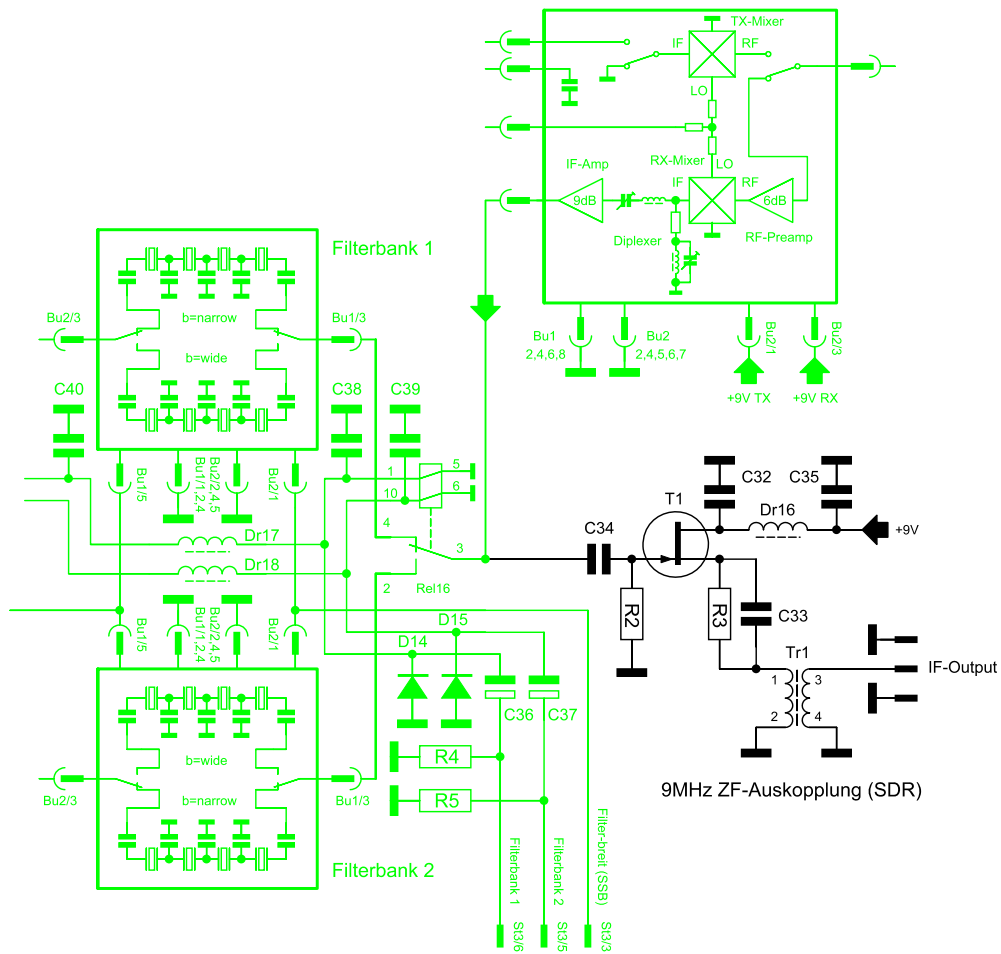 TX-Mixer
IF
RF
LO
RX-Mixer
LO
IF-Amp
IF
RF
9dB
6dB
Diplexer
RF-Preamp
Bu1
2,4,6,8
Bu2
2,4,5,6,7
Bu2/1
Bu2/3
+9V TX
+9V RX
Filterbank 1
Bu2/3
b=narrow
Bu1/3
b=wide
C40
C38
C39
Bu1/5
Bu1/1,2,4
Bu2/2,4,5
Bu2/1
1
5
10
6
4
3
2
Rel16
Dr17
Dr18
Bu1/5
Bu1/1,2,4
Bu2/2,4,5
Bu2/1
D15
D14
C36
C37
R4
R5
b=wide
b=narrow
Bu2/3
Bu1/3
Filterbank 2
Filterbank 1
Filterbank 2
Filter-breit (SSB)
St3/6
St3/5
St3/3
C32
C35
T1
Dr16
+9V
C34
R2
R3
C33
Tr1
1
3
2
4
IF-Output
9MHz ZF-Auskopplung (SDR)